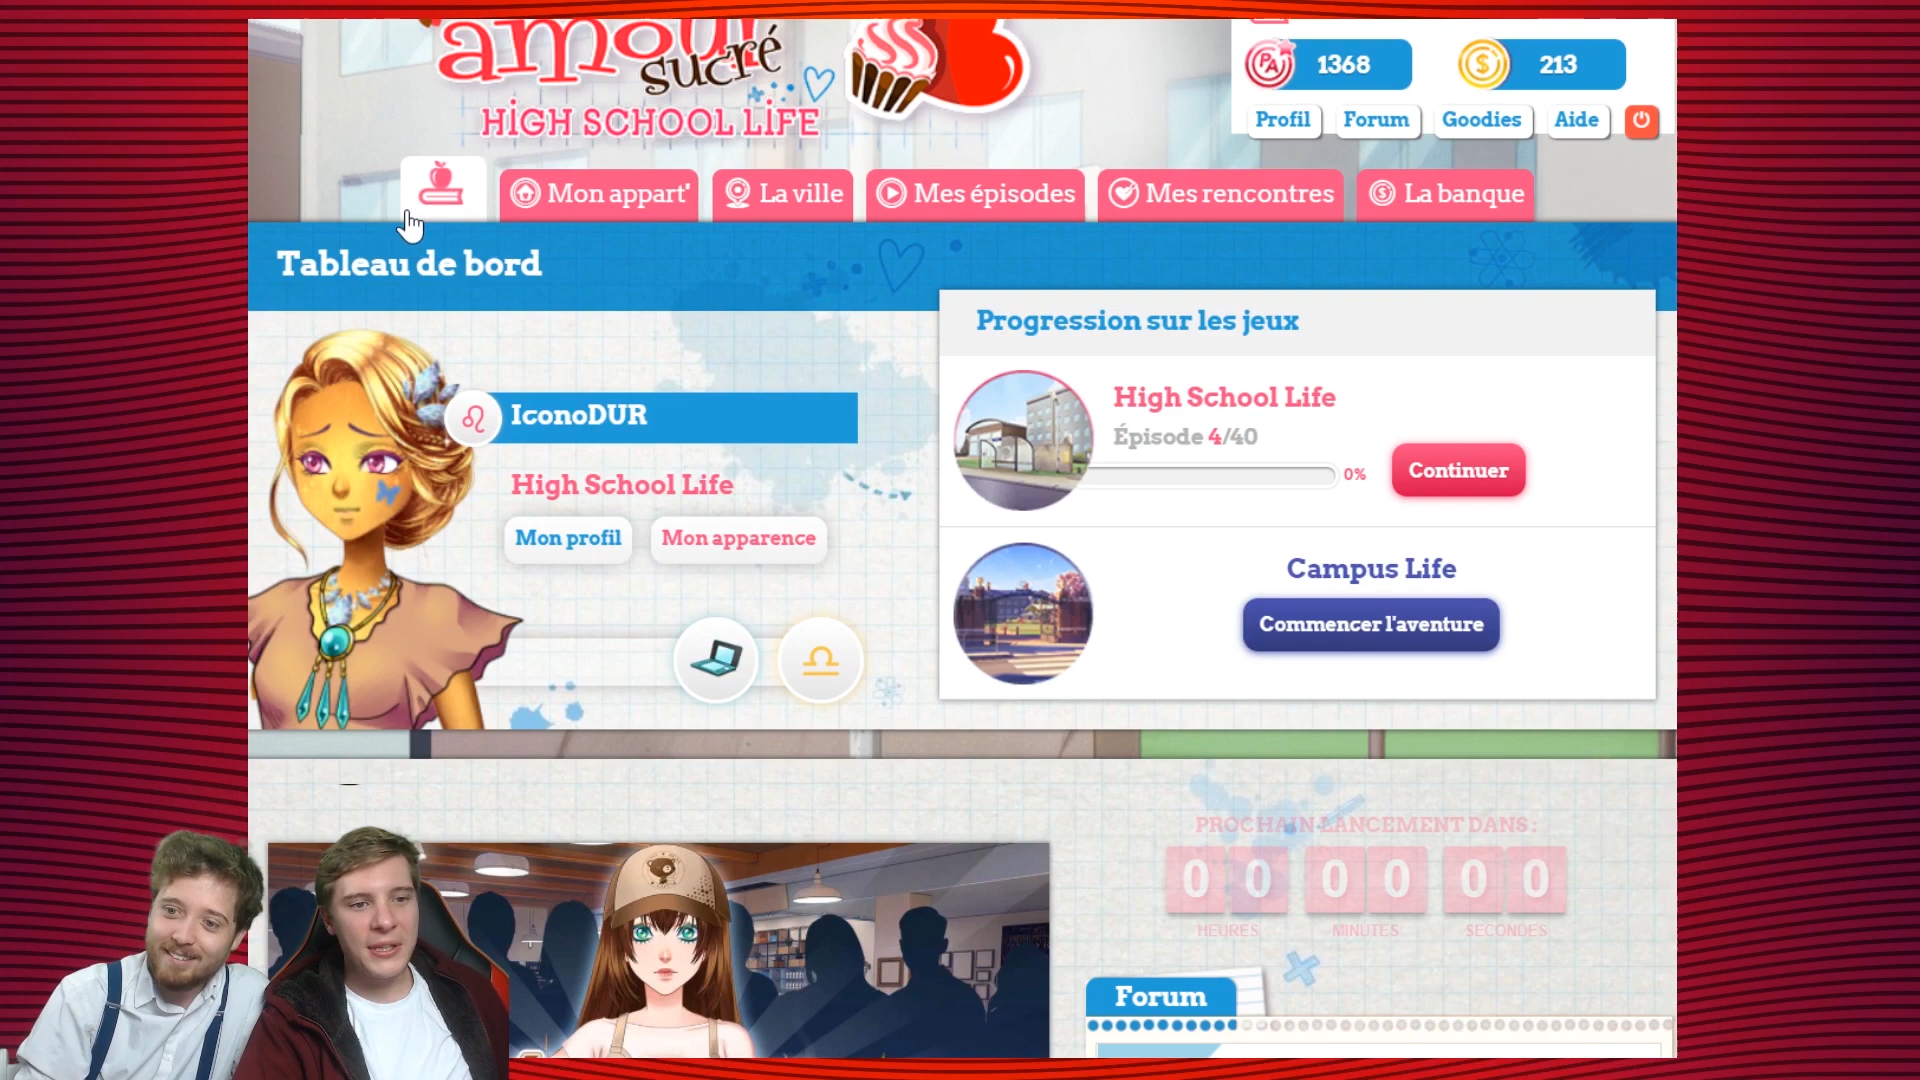 amour
sucré
HIGH SCHOOL LIFE
PA
1368
213
Profil
Forum
Goodies
Aide
Mon appart'
La ville
Mes épisodes
Mes rencontres
La banque
Tableau de bord
Progression sur les jeux
IconoDUR
High School Life
Mon profil
Mon apparence
High School Life
Épisode 4/40
0%
Continuer
Campus Life
Commencer l'aventure
PROCHAIN LANCEMENT DANS :
0 0 0 0 0 0
HEURES MINUTES SECONDES
Forum